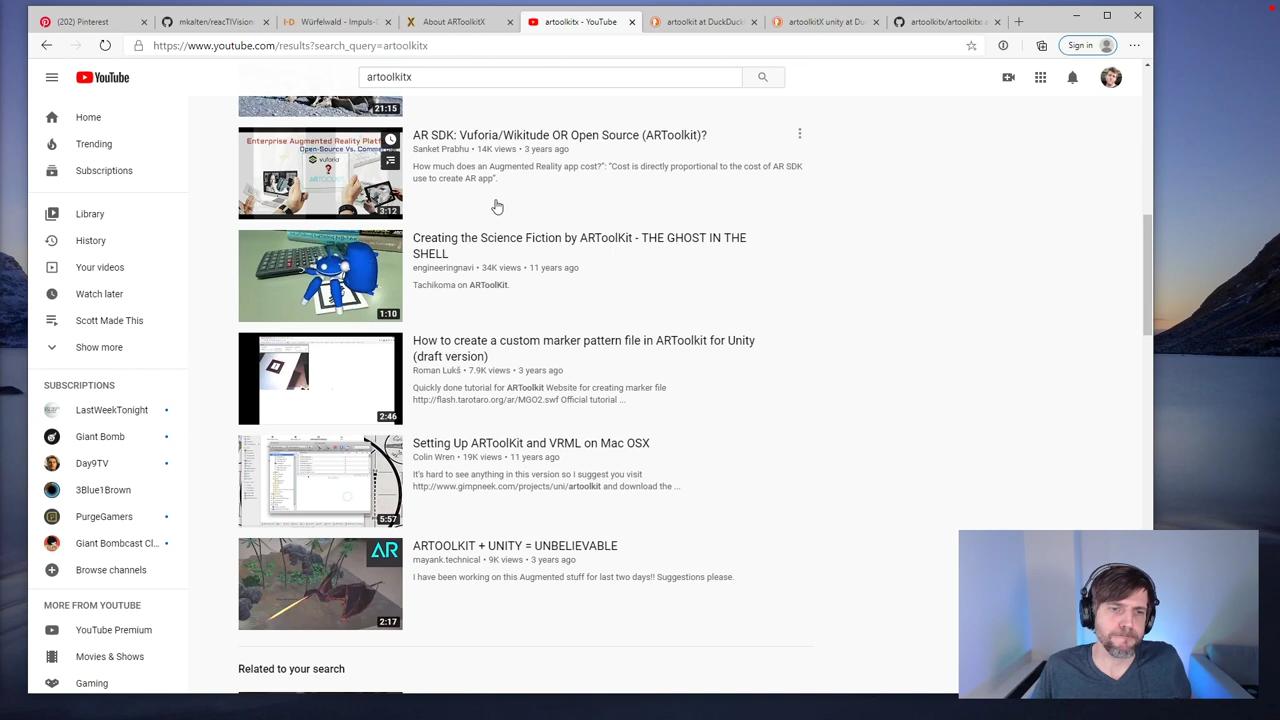 (202) Pinterest
mkalten/reacTIVision
Würfelwald - Impuls-
About ARToolkitX
artoolkitx - YouTube
artoolkit at DuckDuck
artoolkitX unity at Du
artoolkitx/artoolkitx a
https://www.youtube.com/results?search_query=artoolkitx
Sign in
YouTube
artoolkitx
Home
Trending
Subscriptions
Library
History
Your videos
Watch later
Scott Made This
Show more
SUBSCRIPTIONS
LastWeekTonight
Giant Bomb
Day9TV
3Blue1Brown
PurgeGamers
Giant Bombcast Cl...
Browse channels
MORE FROM YOUTUBE
YouTube Premium
Movies & Shows
Gaming
21:15
Enterprise Augmented Reality Platf
Open-Source Vs. Comme
vuforia
?
3:12
AR SDK: Vuforia/Wikitude OR Open Source (ARToolkit)?
Sanket Prabhu • 14K views • 3 years ago
How much does an Augmented Reality app cost?": "Cost is directly proportional to the cost of AR SDK
use to create AR app".
1:10
Creating the Science Fiction by ARToolKit - THE GHOST IN THE
SHELL
engineeringnavi • 34K views • 11 years ago
Tachikoma on ARToolKit.
2:46
How to create a custom marker pattern file in ARToolkit for Unity
(draft version)
Roman Lukš • 7.9K views • 3 years ago
Quickly done tutorial for ARToolkit Website for creating marker file
http://flash.tarotaro.org/ar/MGO2.swf Official tutorial ...
5:57
Setting Up ARToolKit and VRML on Mac OSX
Colin Wren • 19K views • 11 years ago
It's hard to see anything in this version so I suggest you visit
http://www.gimpneek.com/projects/uni/artoolkit and download the ...
AR
2:17
ARTOOLKIT + UNITY = UNBELIEVABLE
mayank.technical • 9K views • 3 years ago
I have been working on this Augmented stuff for last two days!! Suggestions please.
Related to your search